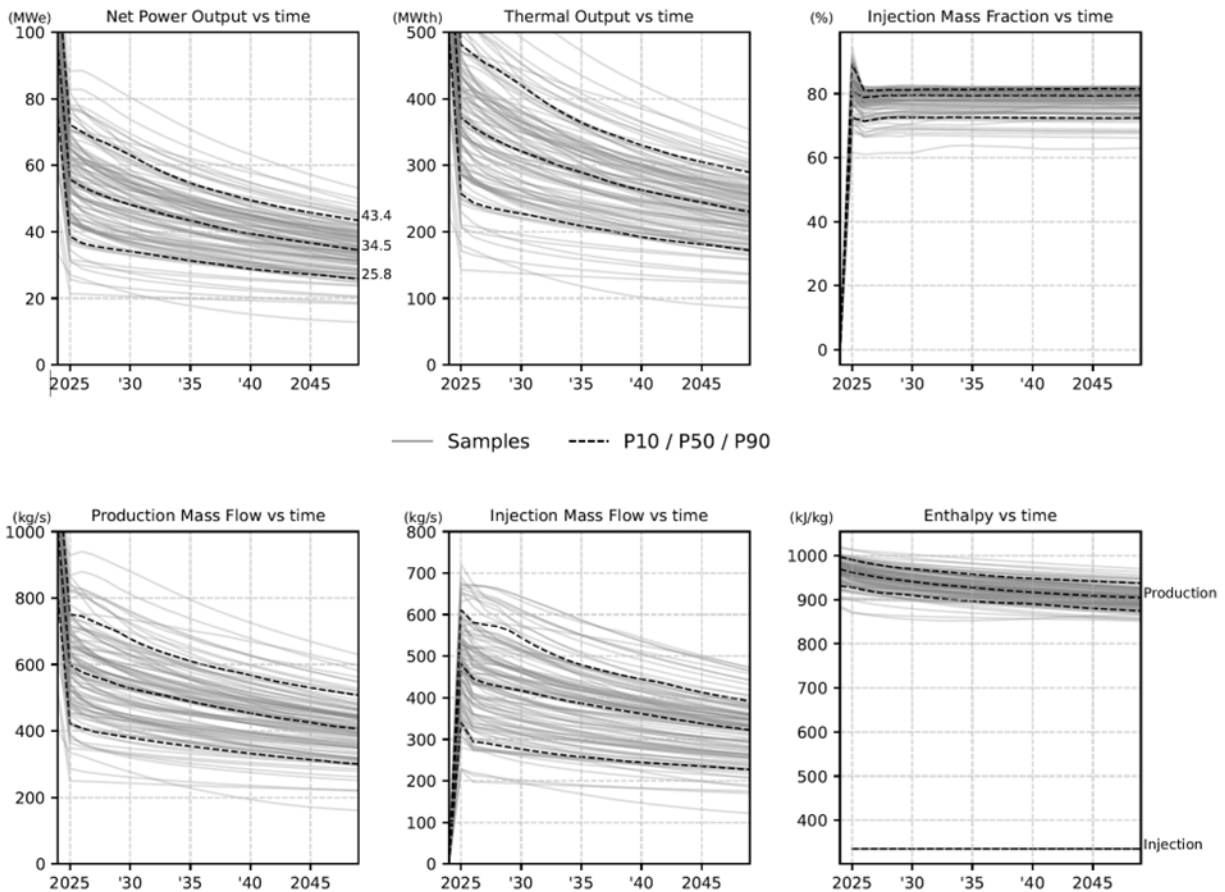 Net Power Output vs time
(MWe)
100
80
60
40
20
0
43.4
34.5
25.8
2025 '30 '35 '40 2045
Thermal Output vs time
(MWth)
500
400
300
200
100
0
2025 '30 '35 '40 2045
Injection Mass Fraction vs time
(%)
80
60
40
20
0
2025 '30 '35 '40 2045
Samples P10 / P50 / P90
Production Mass Flow vs time
(kg/s)
1000
800
600
400
200
0
2025 '30 '35 '40 2045
Injection Mass Flow vs time
(kg/s)
800
700
600
500
400
300
200
100
0
2025 '30 '35 '40 2045
Enthalpy vs time
(kJ/kg)
1000
900
800
700
600
500
400
Production
Injection
2025 '30 '35 '40 2045